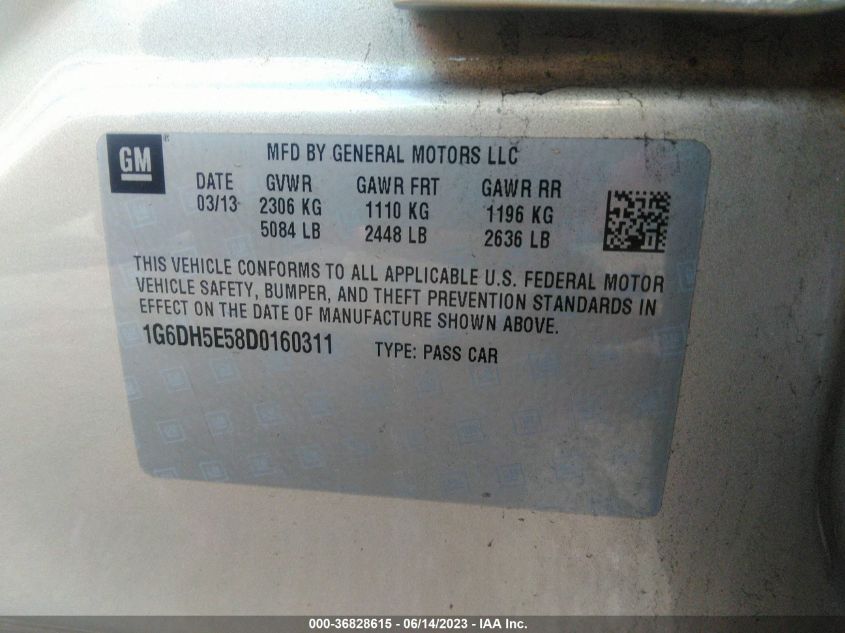 GM
MFD BY GENERAL MOTORS LLC
DATE GVWR GAWR FRT GAWR RR
03/13 2306 KG 1110 KG 1196 KG
5084 LB 2448 LB 2636 LB
THIS VEHICLE CONFORMS TO ALL APPLICABLE U.S. FEDERAL MOTOR
VEHICLE SAFETY, BUMPER, AND THEFT PREVENTION STANDARDS IN
EFFECT ON THE DATE OF MANUFACTURE SHOWN ABOVE.
1G6DH5E58D0160311 TYPE: PASS CAR
000-36828615 - 06/14/2023 - IAA Inc.